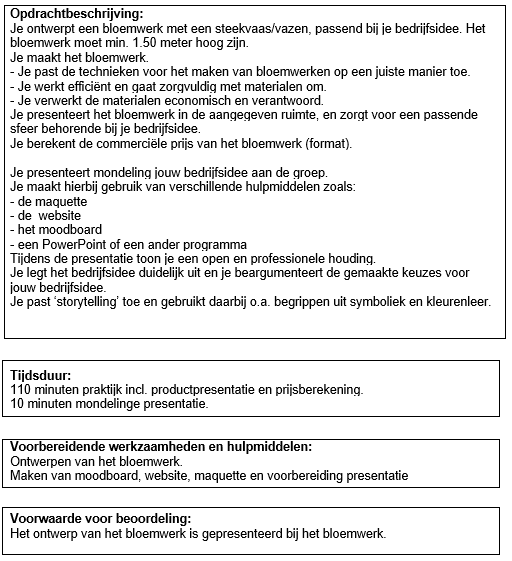 Opdrachtbeschrijving:
Je ontwerpt een bloemwerk met een steekvaas/vazen, passend bij je bedrijfsidee. Het
bloemwerk moet min. 1.50 meter hoog zijn.
Je maakt het bloemwerk.
- Je past de technieken voor het maken van bloemwerken op een juiste manier toe.
- Je werkt efficiënt en gaat zorgvuldig met materialen om.
- Je verwerkt de materialen economisch en verantwoord.
Je presenteert het bloemwerk in de aangegeven ruimte, en zorgt voor een passende
sfeer behorende bij je bedrijfsidee.
Je berekent de commerciële prijs van het bloemwerk (format).
Je presenteert mondeling jouw bedrijfsidee aan de groep.
Je maakt hierbij gebruik van verschillende hulpmiddelen zoals:
- de maquette
- de website
- het moodboard
- een PowerPoint of een ander programma
Tijdens de presentatie toon je een open en professionele houding.
Je legt het bedrijfsidee duidelijk uit en je beargumenteert de gemaakte keuzes voor
jouw bedrijfsidee.
Je past ‘storytelling’ toe en gebruikt daarbij o.a. begrippen uit symboliek en kleurenleer.
Tijdsduur:
110 minuten praktijk incl. productpresentatie en prijsberekening.
10 minuten mondelinge presentatie.
Voorbereidende werkzaamheden en hulpmiddelen:
Ontwerpen van het bloemwerk.
Maken van moodboard, website, maquette en voorbereiding presentatie
Voorwaarde voor beoordeling:
Het ontwerp van het bloemwerk is gepresenteerd bij het bloemwerk.